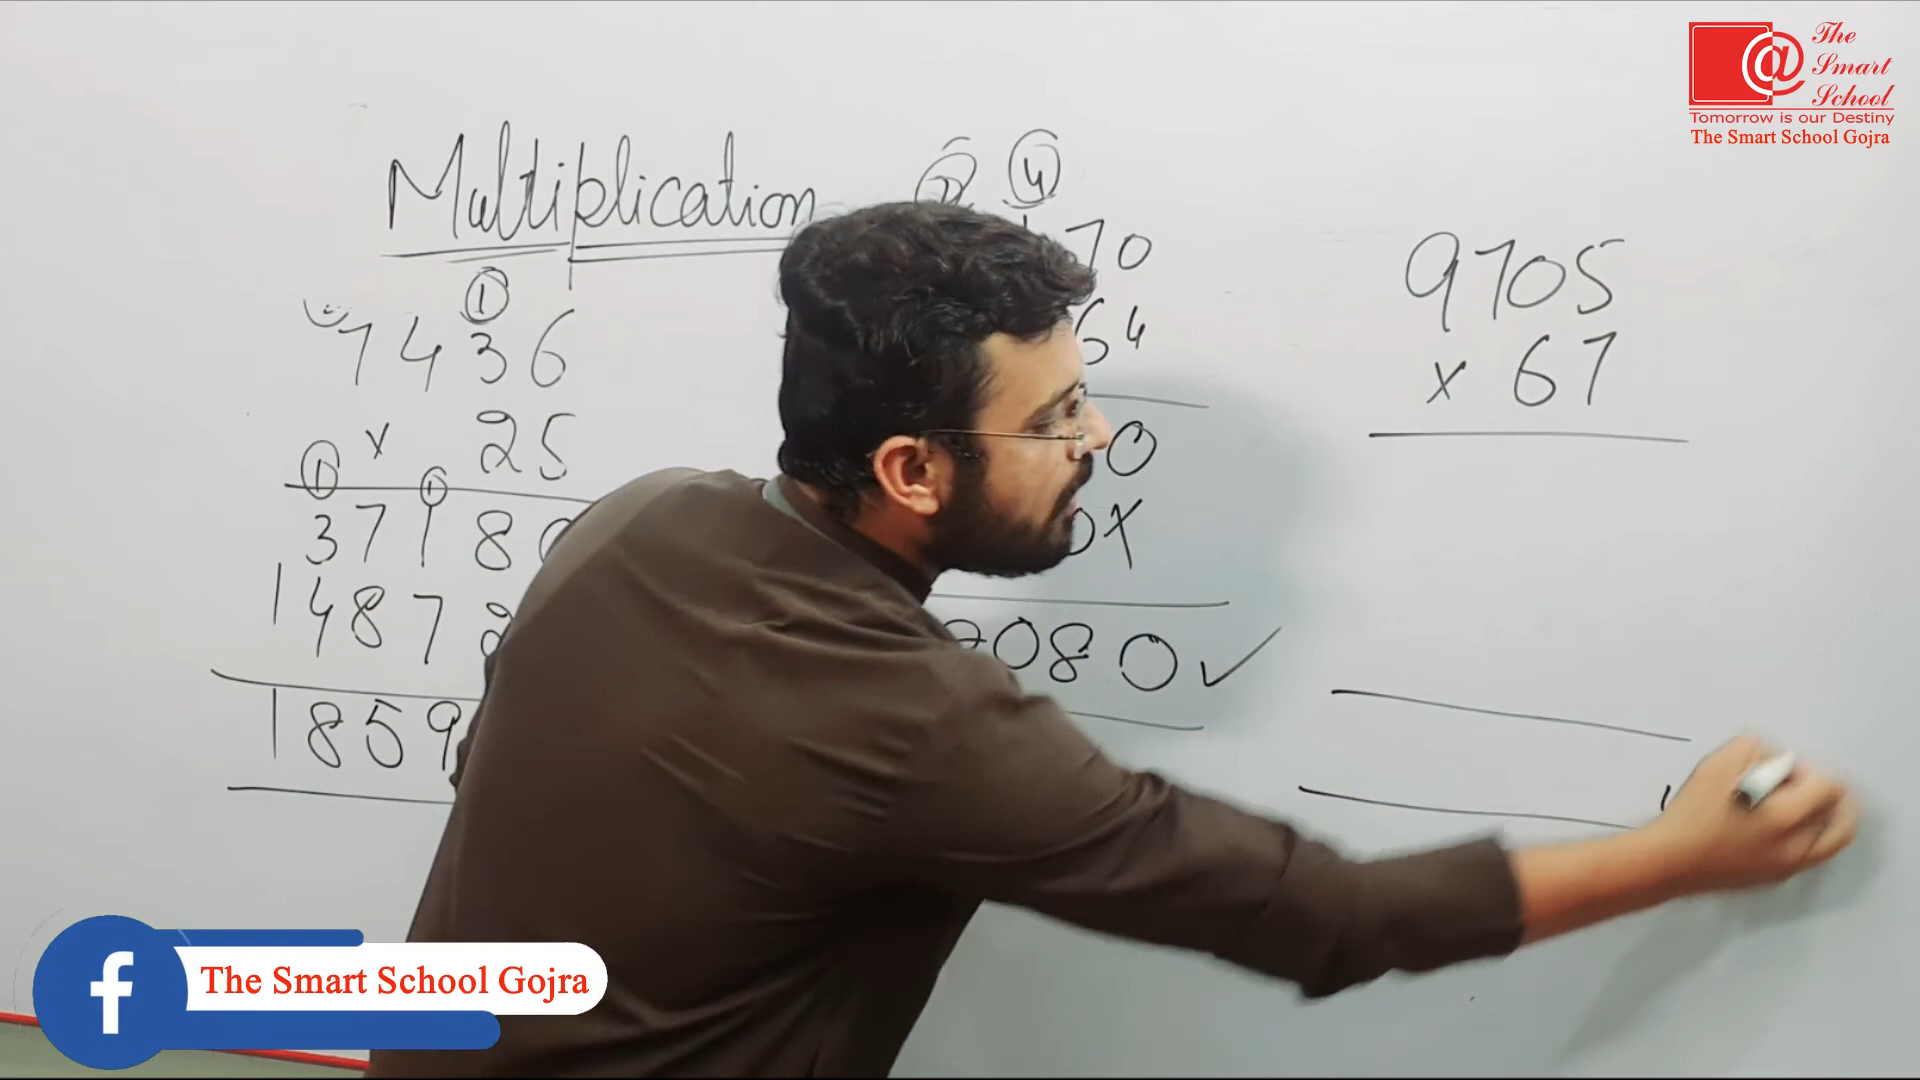 Multiplication
1
7436
× 25
1 1
3718
1487
1859
4
70
64
0
0×
080 ✓
9705
× 67
The
Smart
School
Tomorrow is our Destiny
The Smart School Gojra
f The Smart School Gojra